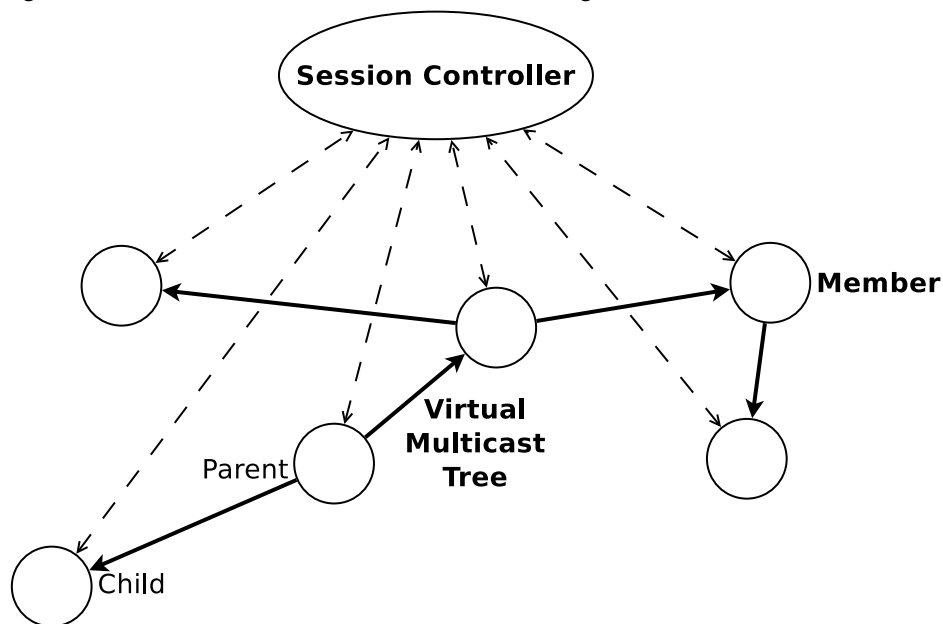 Session Controller
Member
Virtual
Multicast
Tree
Parent
Child